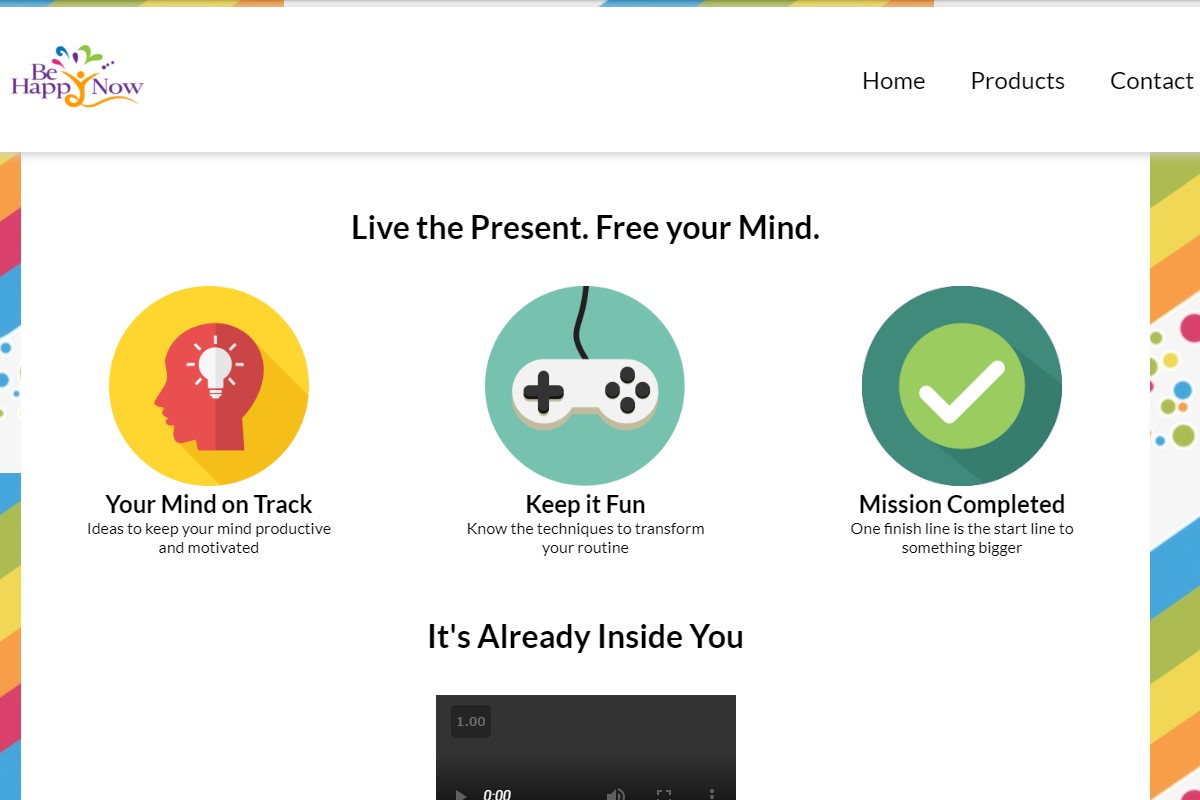 Be
Happy Now
Home
Products
Contact
Live the Present. Free your Mind.
Your Mind on Track
Ideas to keep your mind productive
and motivated
Keep it Fun
Know the techniques to transform
your routine
Mission Completed
One finish line is the start line to
something bigger
It's Already Inside You
1.00
0:00